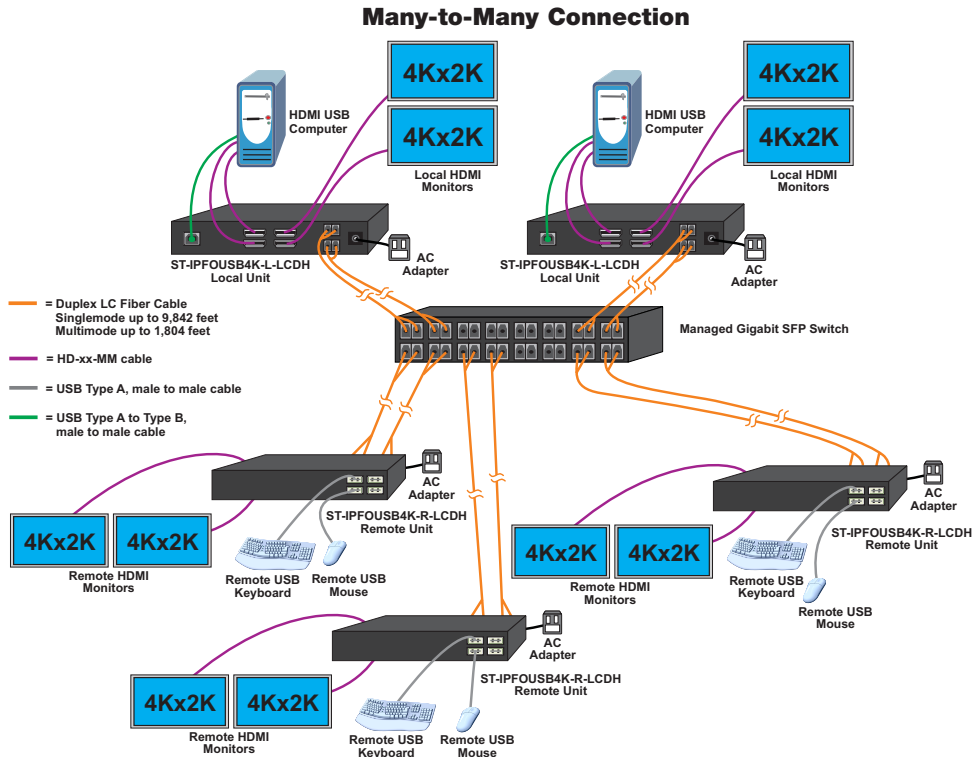 Many-to-Many Connection
4Kx2K
4Kx2K
HDMI USB
Computer
Local HDMI
Monitors
4Kx2K
4Kx2K
HDMI USB
Computer
Local HDMI
Monitors
ST-IPFOUSB4K-L-LCDH
Local Unit
AC
Adapter
ST-IPFOUSB4K-L-LCDH
Local Unit
AC
Adapter
= Duplex LC Fiber Cable
Singlemode up to 9,842 feet
Multimode up to 1,804 feet
= HD-xx-MM cable
= USB Type A, male to male cable
= USB Type A to Type B,
male to male cable
Managed Gigabit SFP Switch
AC
Adapter
ST-IPFOUSB4K-R-LCDH
Remote Unit
4Kx2K
4Kx2K
Remote HDMI
Monitors
Remote USB
Keyboard
Remote USB
Mouse
AC
Adapter
ST-IPFOUSB4K-R-LCDH
Remote Unit
4Kx2K
4Kx2K
Remote HDMI
Monitors
Remote USB
Keyboard
Remote USB
Mouse
AC
Adapter
ST-IPFOUSB4K-R-LCDH
Remote Unit
4Kx2K
4Kx2K
Remote HDMI
Monitors
Remote USB
Keyboard
Remote USB
Mouse